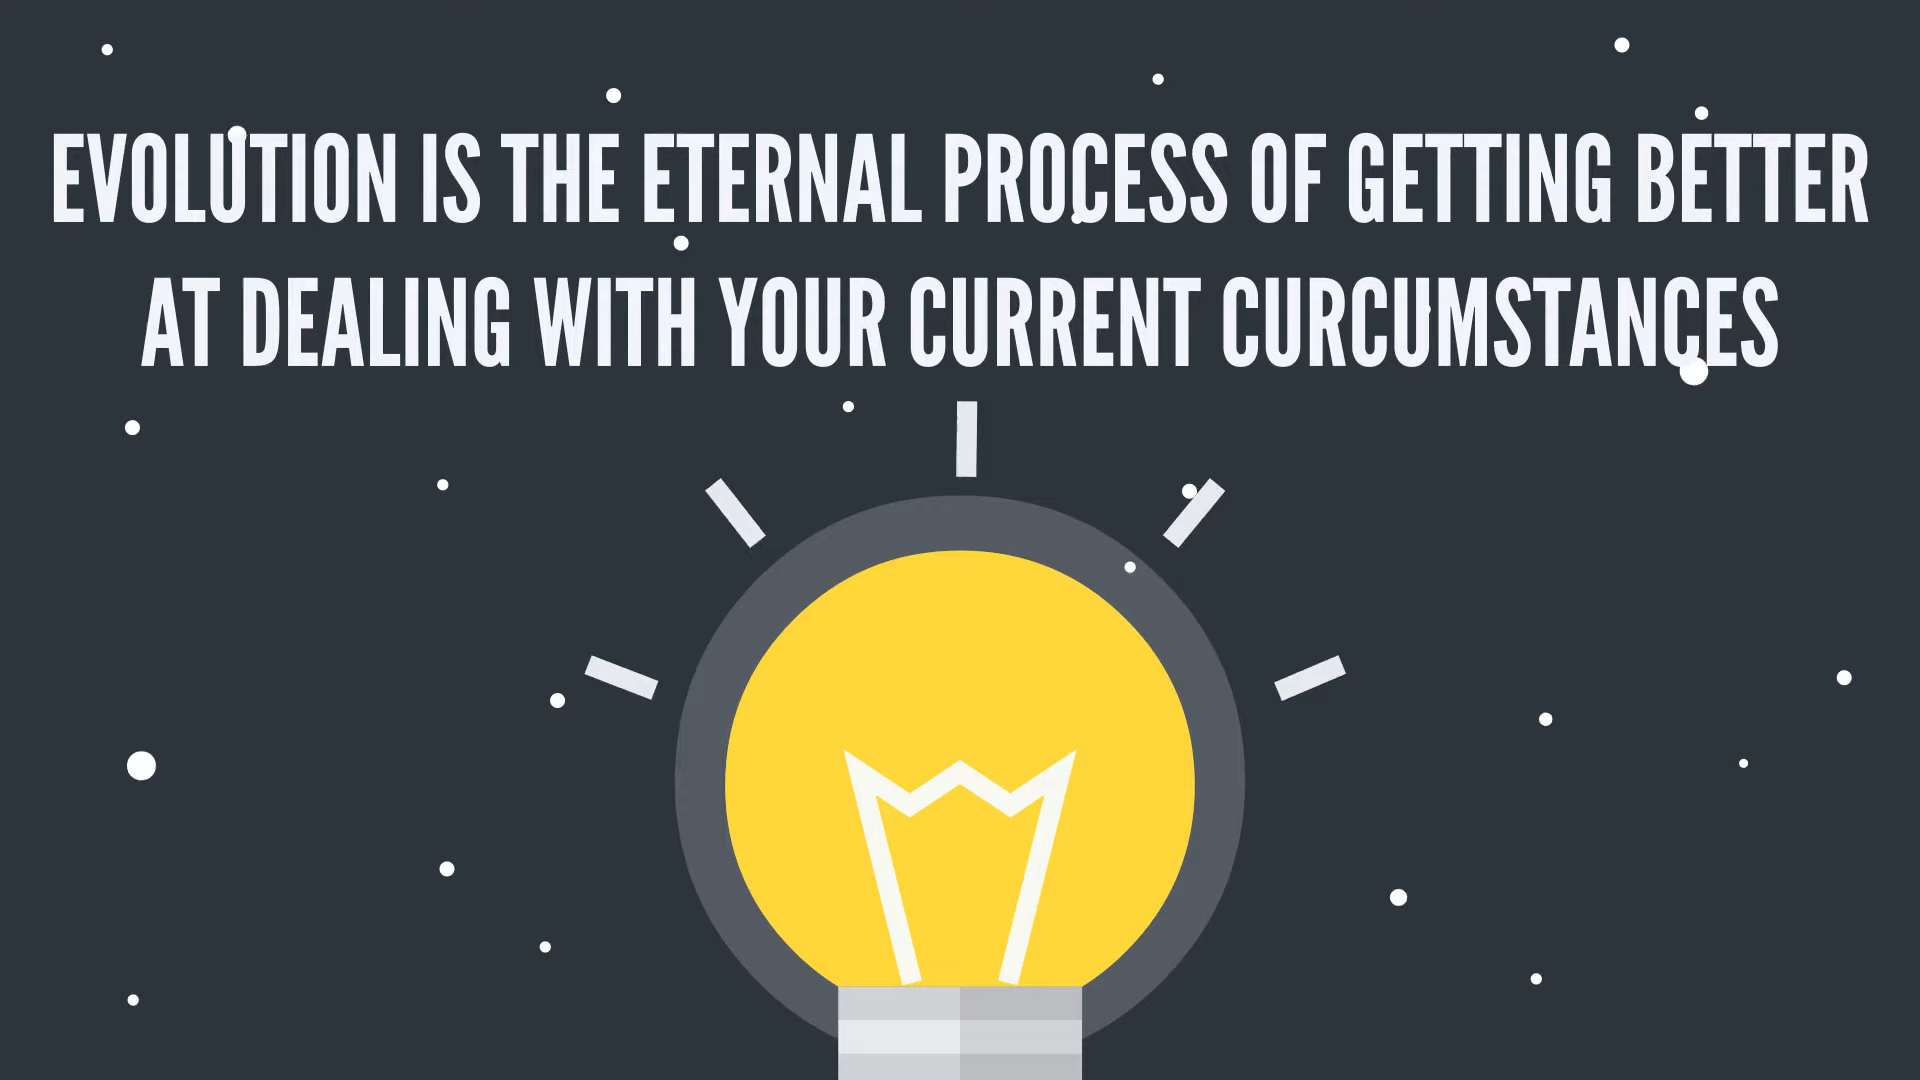 EVOLUTION IS THE ETERNAL PROCESS OF GETTING BETTER
AT DEALING WITH YOUR CURRENT CURCUMSTANCES